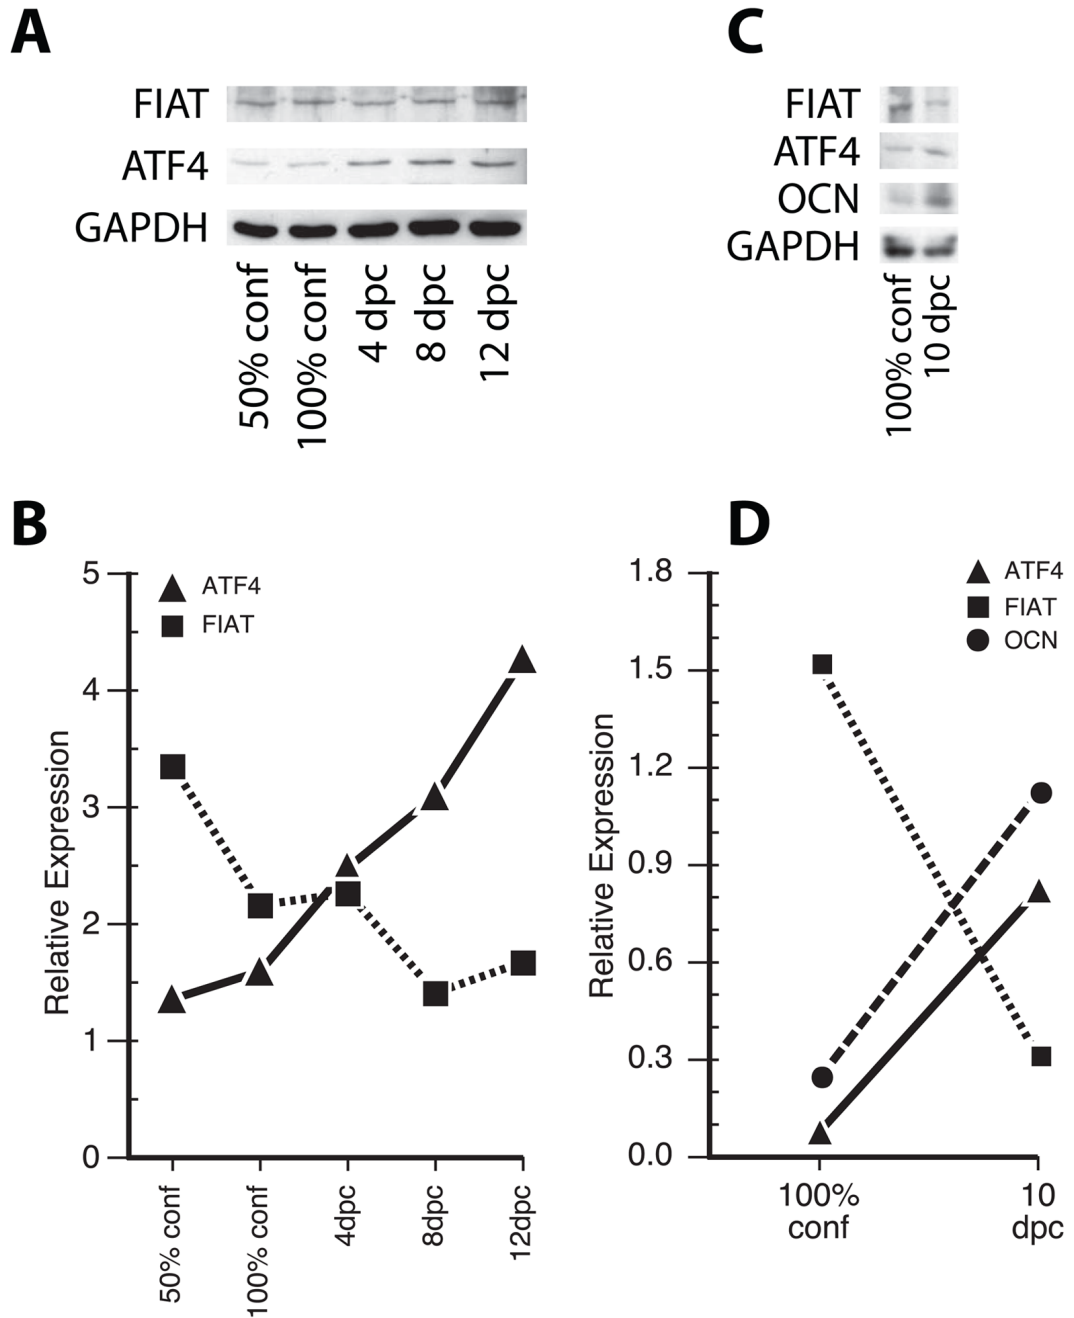 A
FIAT
ATF4
GAPDH
50% conf
100% conf
4 dpc
8 dpc
12 dpc
C
FIAT
ATF4
OCN
GAPDH
100% conf
10 dpc
B
Relative Expression
5
4
3
2
1
0
ATF4
FIAT
50% conf
100% conf
4dpc
8dpc
12dpc
D
Relative Expression
1.8
1.5
1.2
0.9
0.6
0.3
0.0
ATF4
FIAT
OCN
100%
conf
10
dpc